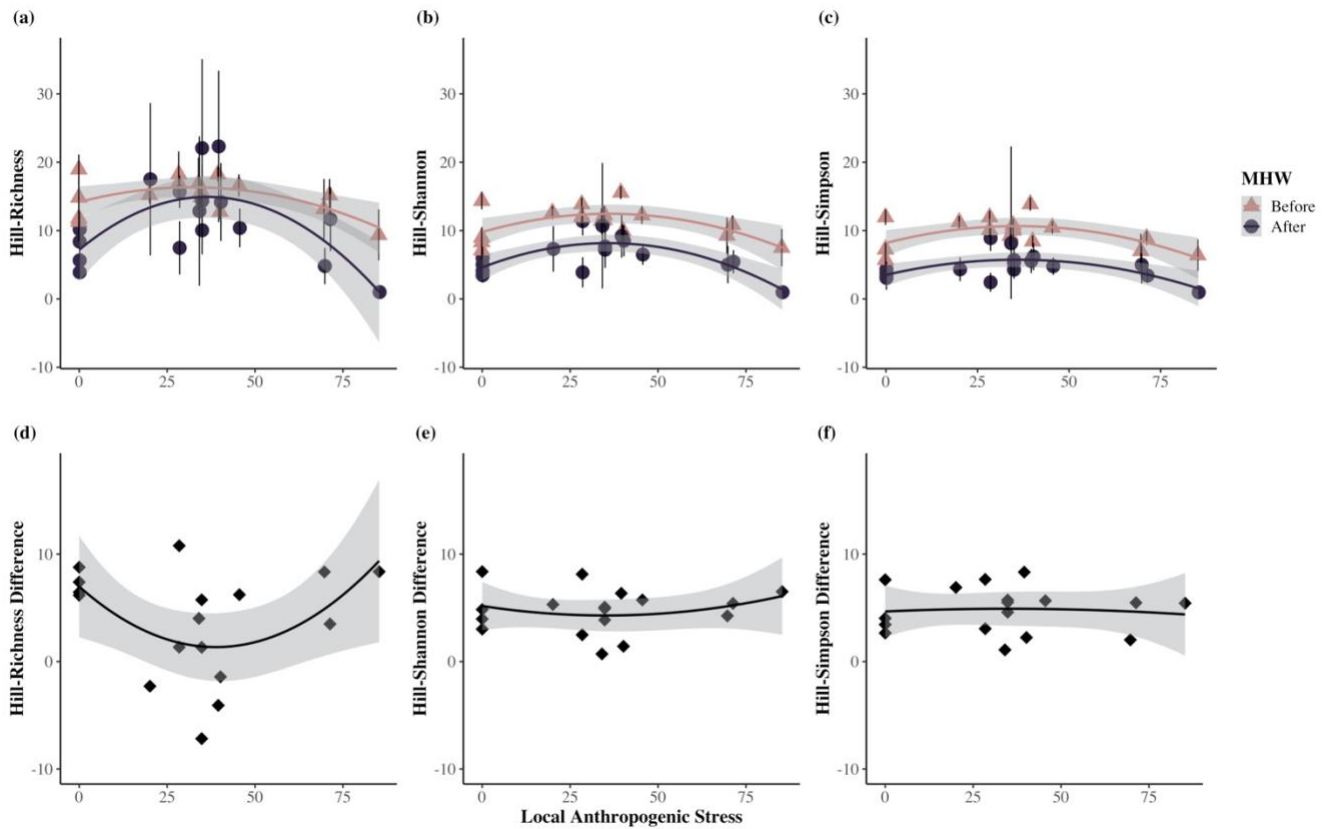 (a)
(b)
(c)
Hill-Richness
30
20
10
0
-10
0 25 50 75
Hill-Shannon
30
20
10
0
-10
0 25 50 75
Hill-Simpson
30
20
10
0
-10
0 25 50 75
MHW
Before
After
(d)
(e)
(f)
Hill-Richness Difference
10
0
-10
0 25 50 75
Hill-Shannon Difference
10
0
-10
0 25 50 75
Hill-Simpson Difference
10
0
-10
0 25 50 75
Local Anthropogenic Stress